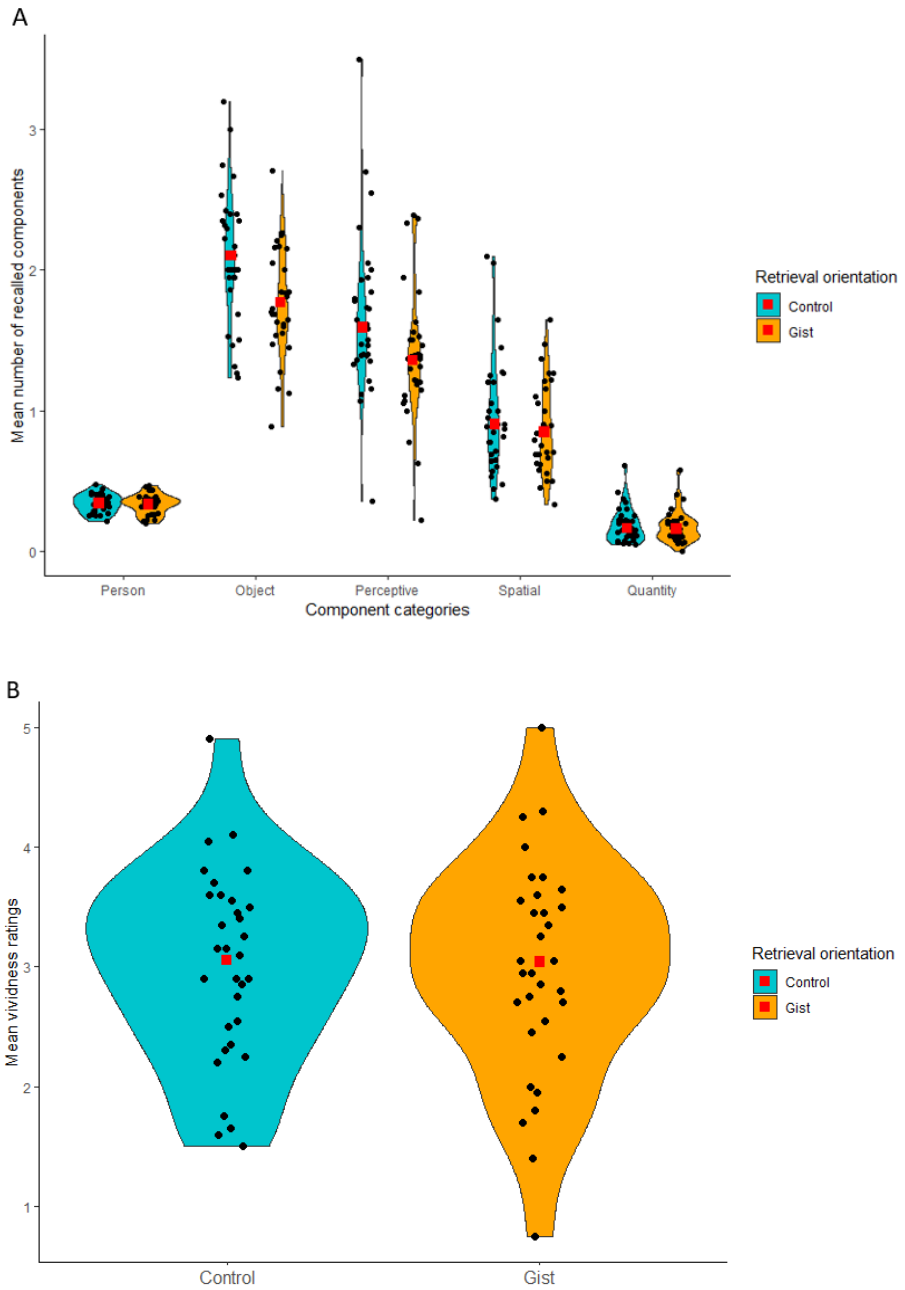 A
Mean number of recalled components
3
2
1
0
Person Object Perceptive Spatial Quantity
Component categories
Retrieval orientation
Control
Gist
B
Mean vividness ratings
5
4
3
2
1
Control Gist
Retrieval orientation
Control
Gist